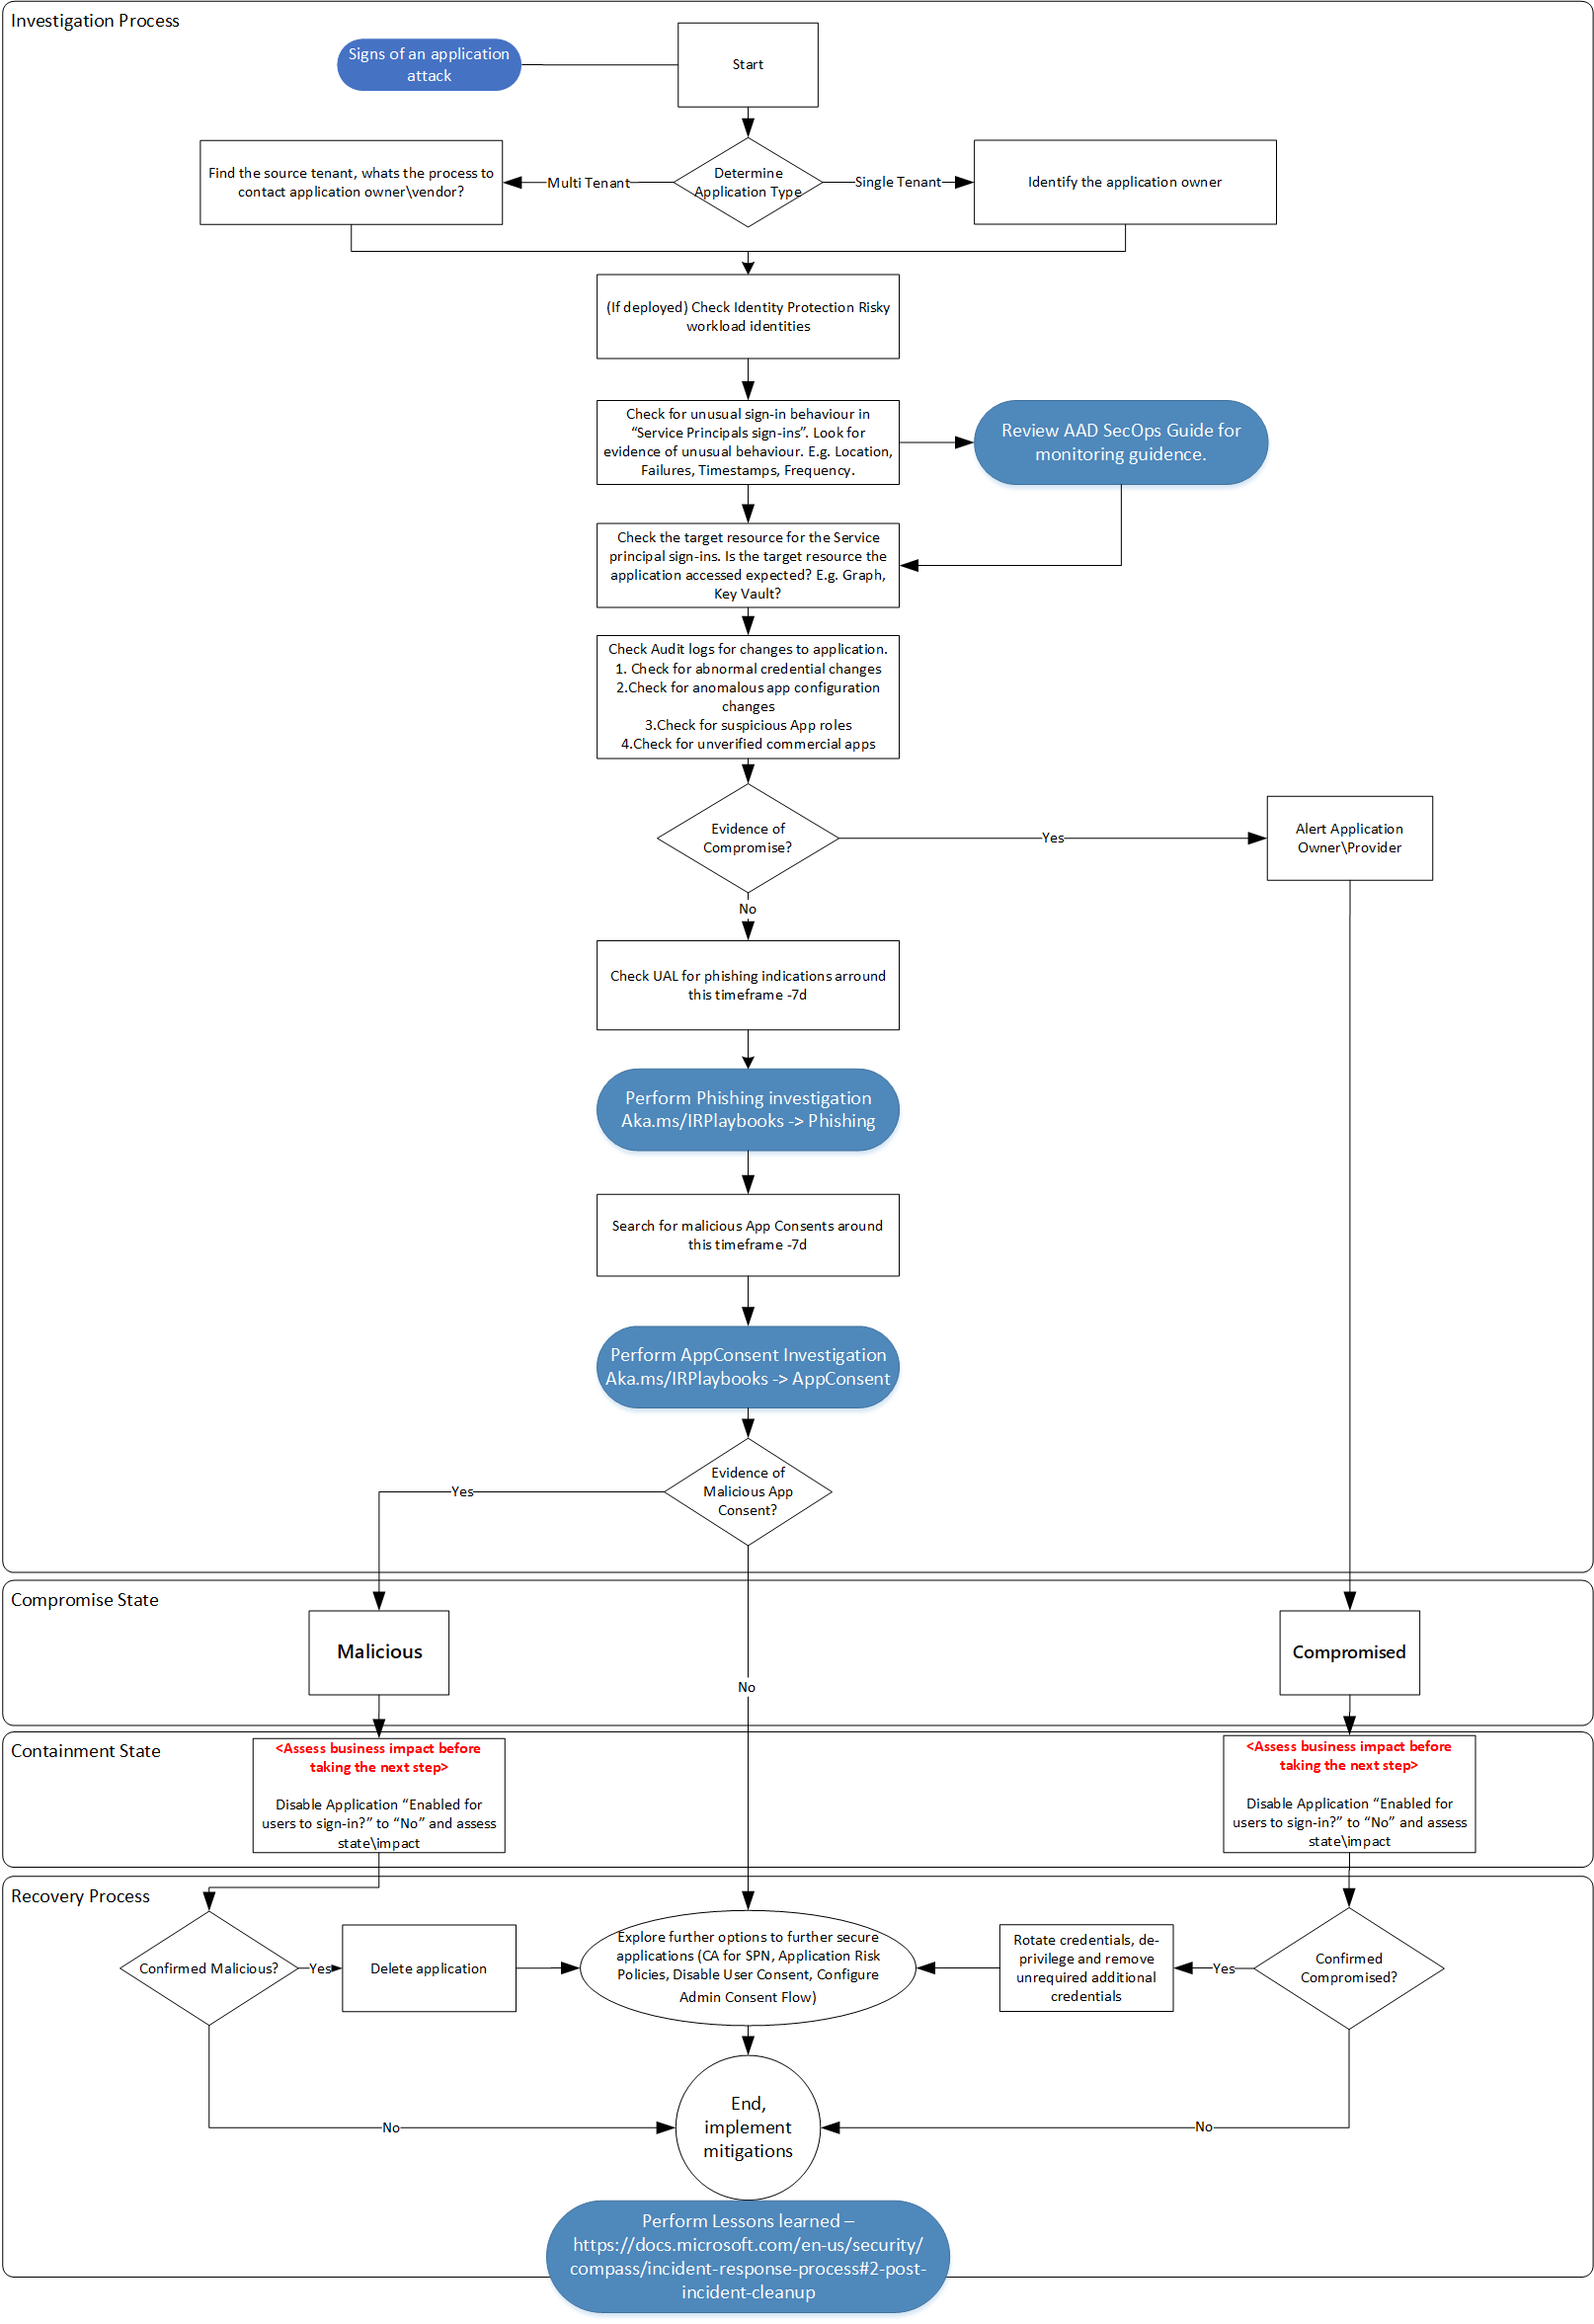 Investigation Process
Signs of an application
attack
Start
Find the source tenant, whats the process to
contact application owner\vendor?
Multi Tenant
Determine
Application Type
Single Tenant
Identify the application owner
(If deployed) Check Identity Protection Risky
workload identities
Check for unusual sign-in behaviour in
“Service Principals sign-ins”. Look for
evidence of unusual behaviour. E.g. Location,
Failures, Timestamps, Frequency.
Review AAD SecOps Guide for
monitoring guidence.
Check the target resource for the Service
principal sign-ins. Is the target resource the
application accessed expected? E.g. Graph,
Key Vault?
Check Audit logs for changes to application.
1. Check for abnormal credential changes
2.Check for anomalous app configuration
changes
3.Check for suspicious App roles
4.Check for unverified commercial apps
Evidence of
Compromise?
Yes
Alert Application
Owner\Provider
No
Check UAL for phishing indications arround
this timeframe -7d
Perform Phishing investigation
Aka.ms/IRPlaybooks -> Phishing
Search for malicious App Consents around
this timeframe -7d
Perform AppConsent Investigation
Aka.ms/IRPlaybooks -> AppConsent
Evidence of
Malicious App
Consent?
Yes
Compromise State
Malicious
No
Compromised
Containment State
<Assess business impact before
taking the next step>
Disable Application “Enabled for
users to sign-in?” to “No” and assess
state\impact
<Assess business impact before
taking the next step>
Disable Application “Enabled for
users to sign-in?” to “No” and assess
state\impact
Recovery Process
Confirmed Malicious?
Yes
Delete application
Explore further options to further secure
applications (CA for SPN, Application Risk
Policies, Disable User Consent, Configure
Admin Consent Flow)
Rotate credentials, de-
privilege and remove
unrequired additional
credentials
Yes
Confirmed
Compromised?
No
End,
implement
mitigations
No
Perform Lessons learned –
https://docs.microsoft.com/en-us/security/
compass/incident-response-process#2-post-
incident-cleanup